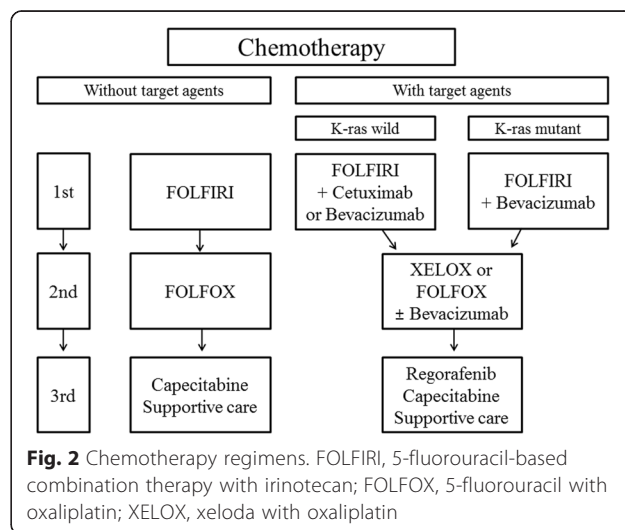 Chemotherapy
Without target agents
With target agents
K-ras wild
K-ras mutant
1st
FOLFIRI
FOLFIRI
+ Cetuximab
or Bevacizumab
FOLFIRI
+ Bevacizumab
2nd
FOLFOX
XELOX or
FOLFOX
± Bevacizumab
3rd
Capecitabine
Supportive care
Regorafenib
Capecitabine
Supportive care
Fig. 2 Chemotherapy regimens. FOLFIRI, 5-fluorouracil-based
combination therapy with irinotecan; FOLFOX, 5-fluorouracil with
oxaliplatin; XELOX, xeloda with oxaliplatin